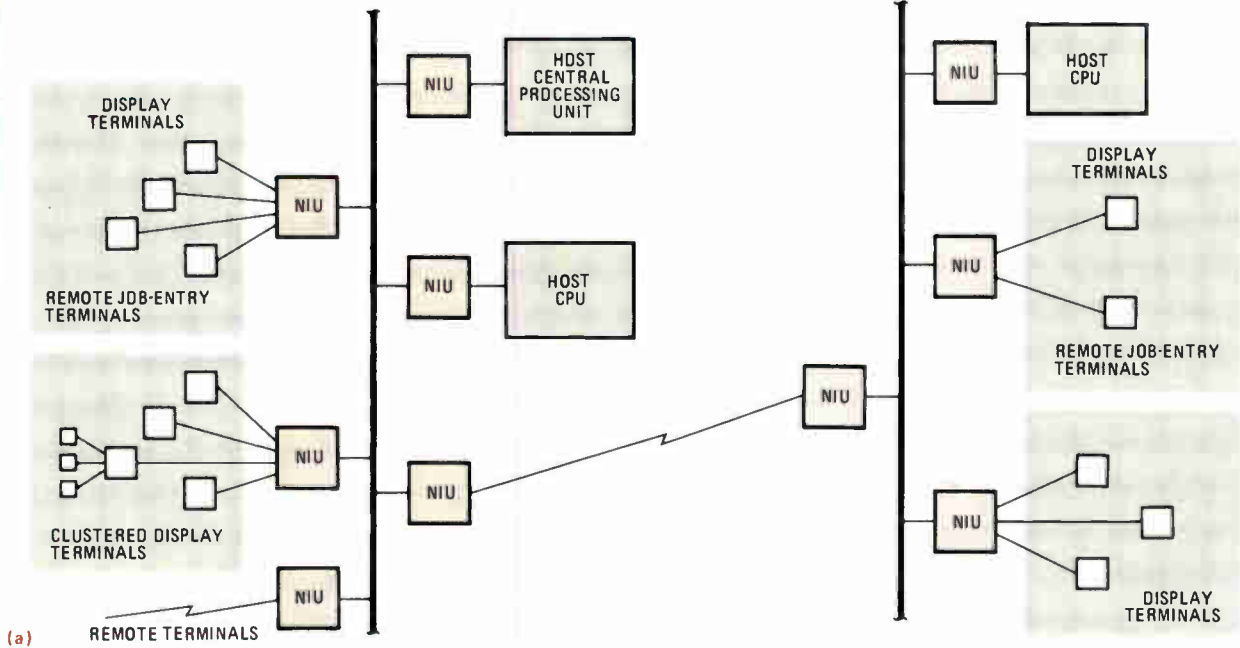 DISPLAY
TERMINALS
NIU
REMOTE JOB-ENTRY
TERMINALS
NIU
CLUSTERED DISPLAY
TERMINALS
NIU
REMOTE TERMINALS
(a)
NIU
HOST
CENTRAL
PROCESSING
UNIT
NIU
HOST
CPU
NIU
NIU
NIU
HOST
CPU
DISPLAY
TERMINALS
NIU
REMOTE JOB-ENTRY
TERMINALS
NIU
DISPLAY
TERMINALS